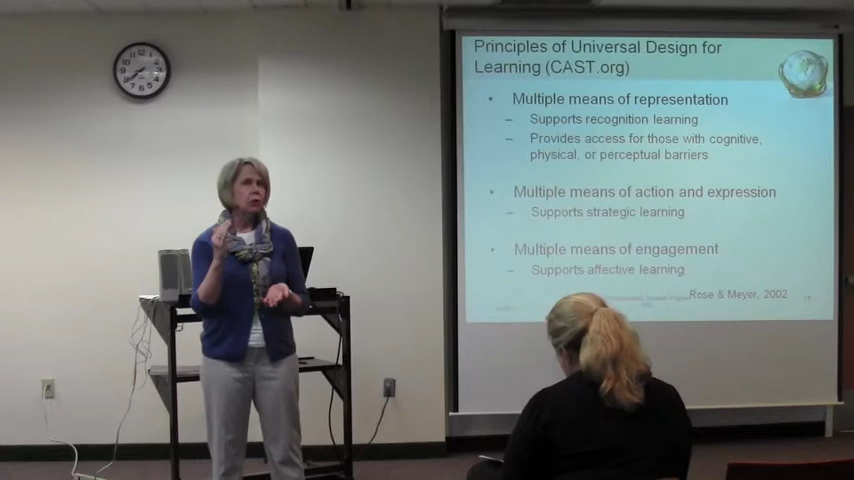 Principles of Universal Design for
Learning (CAST.org)
• Multiple means of representation
– Supports recognition learning
– Provides access for those with cognitive,
physical, or perceptual barriers
• Multiple means of action and expression
– Supports strategic learning
• Multiple means of engagement
– Supports affective learning
Rose & Meyer, 2002